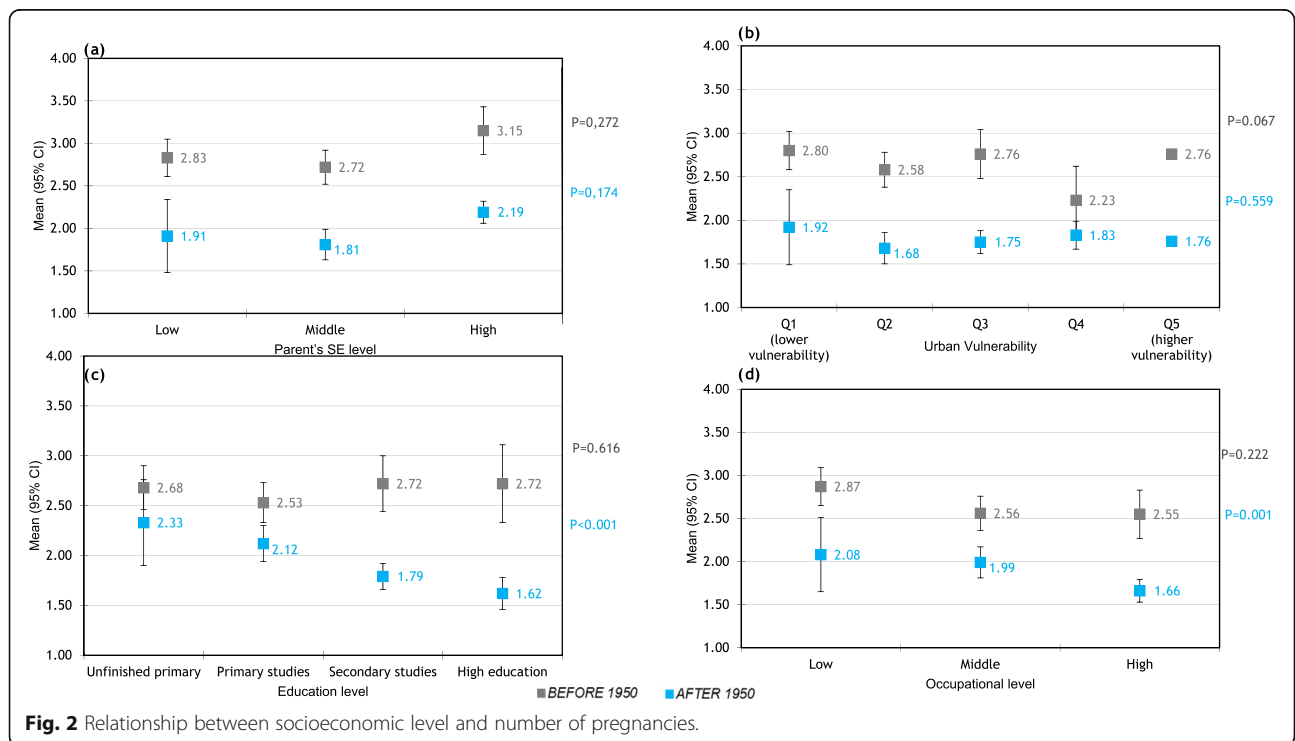 (a)
4.00
3.50
3.00
2.50
2.00
1.50
1.00
Mean (95% CI)
2.83
2.72
3.15
1.91
1.81
2.19
P=0,272
P=0,174
Low Middle High
Parent's SE level
(b)
4.00
3.50
3.00
2.50
2.00
1.50
1.00
Mean (95% CI)
2.80
2.58
2.76
2.23
2.76
1.92
1.68
1.75
1.83
1.76
P=0.067
P=0.559
Q1 Q2 Q3 Q4 Q5
(lower (higher
vulnerability) Urban Vulnerability vulnerability)
(c)
4.00
3.50
3.00
2.50
2.00
1.50
1.00
Mean (95% CI)
2.68
2.53
2.72
2.72
2.33
2.12
1.79
1.62
P=0.616
P<0.001
Unfinished primary Primary studies Secondary studies High education
Education level
(d)
4.00
3.50
3.00
2.50
2.00
1.50
1.00
Mean (95% CI)
2.87
2.56
2.55
2.08
1.99
1.66
P=0.222
P=0.001
Low Middle High
Occupational level
BEFORE 1950 AFTER 1950
Fig. 2 Relationship between socioeconomic level and number of pregnancies.